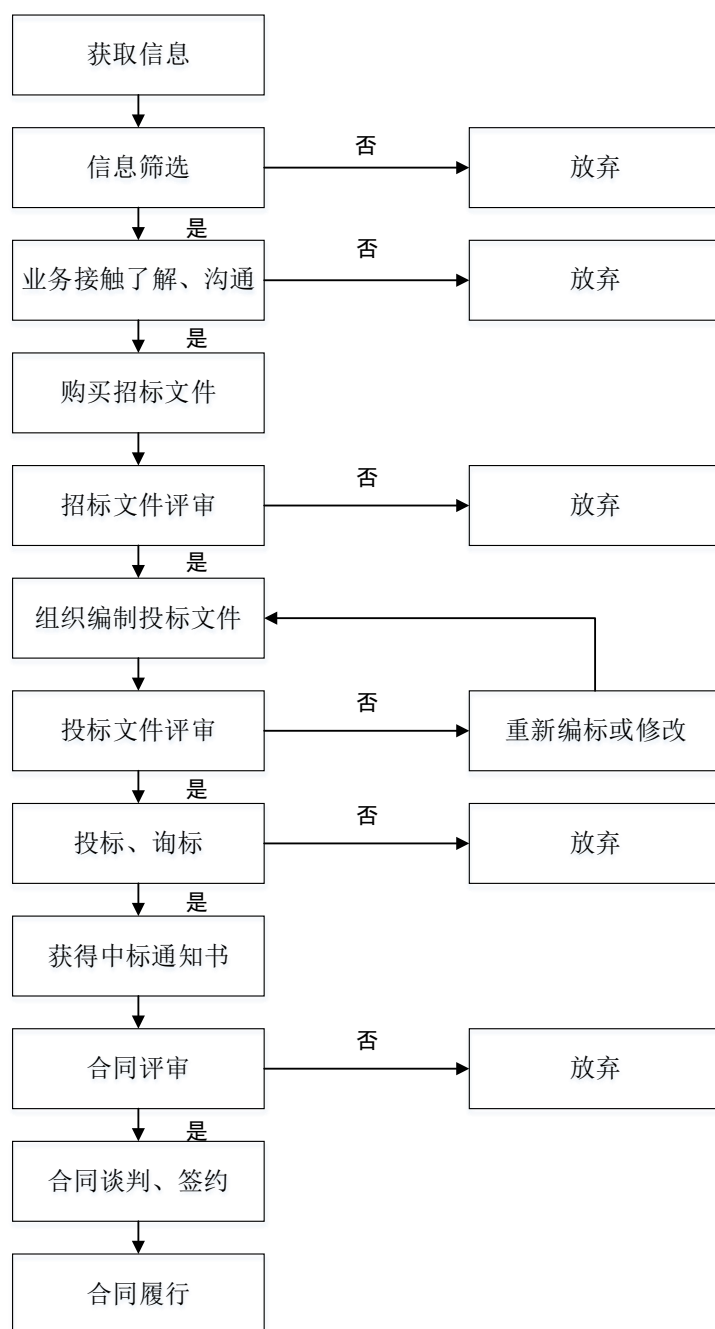 获取信息
信息筛选
否
放弃
是
业务接触了解、沟通
否
放弃
是
购买招标文件
招标文件评审
否
放弃
是
组织编制投标文件
投标文件评审
否
重新编标或修改
是
投标、询标
否
放弃
是
获得中标通知书
合同评审
否
放弃
是
合同谈判、签约
合同履行